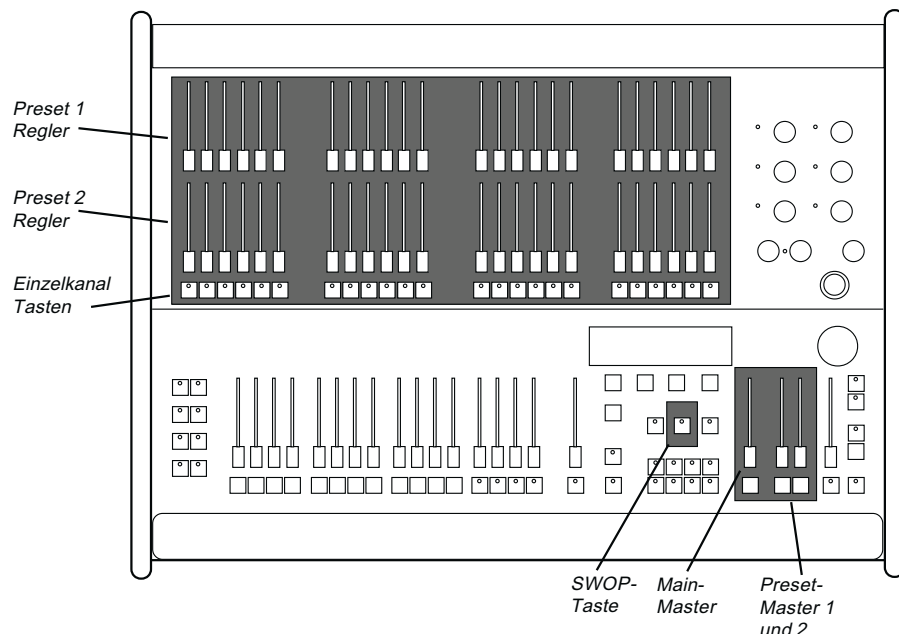 Preset 1
Regler
Preset 2
Regler
Einzelkanal
Tasten
SWOP-
Taste
Main-
Master
Preset-
Master 1
und 2